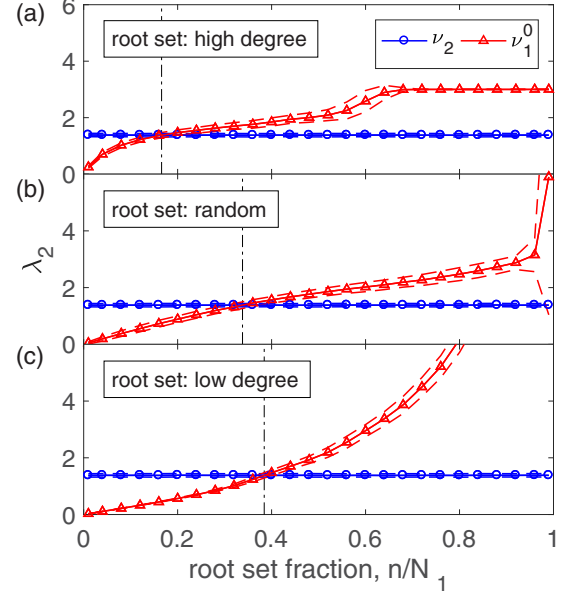 (a)
6
4
2
0
root set: high degree
ν₂
ν₁⁰
(b)
4
2
0
root set: random
λ₂
(c)
4
2
0
root set: low degree
0 0.2 0.4 0.6 0.8 1
root set fraction, n/N₁